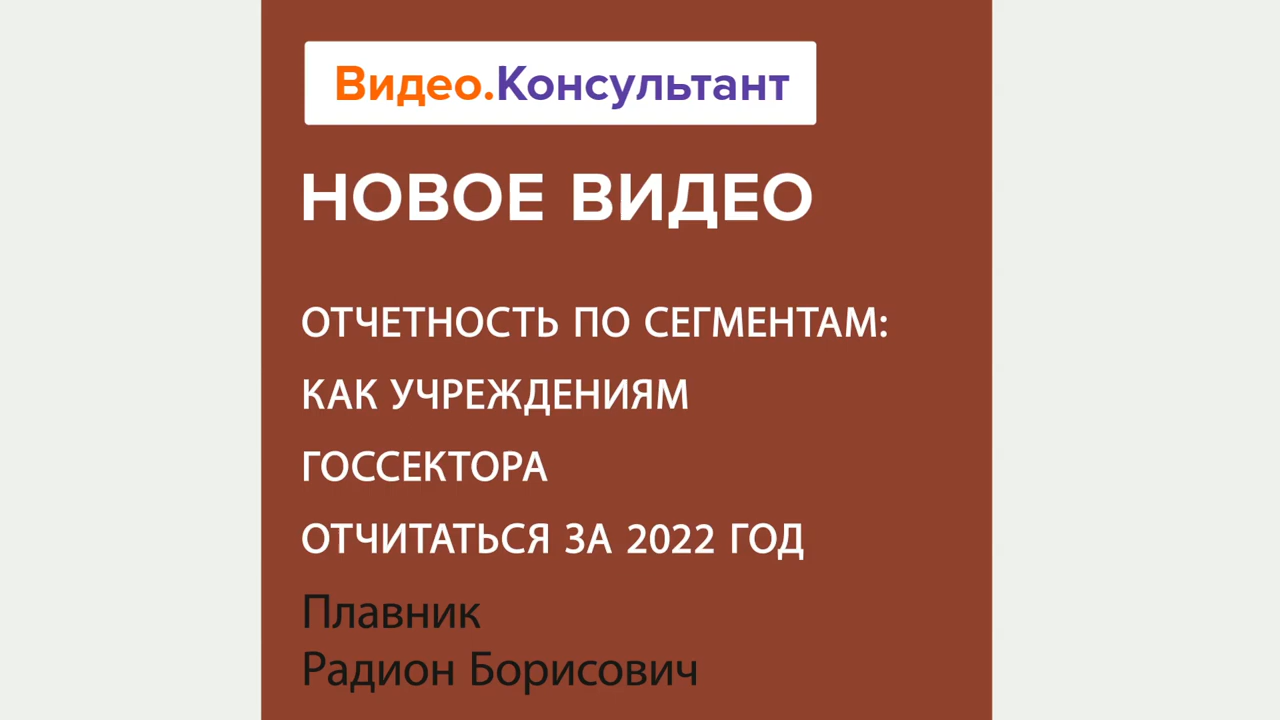 Видео.Консультант
НОВОЕ ВИДЕО
ОТЧЕТНОСТЬ ПО СЕГМЕНТАМ:
КАК УЧРЕЖДЕНИЯМ
ГОССЕКТОРА
ОТЧИТАТЬСЯ ЗА 2022 ГОД
Плавник
Радион Борисович